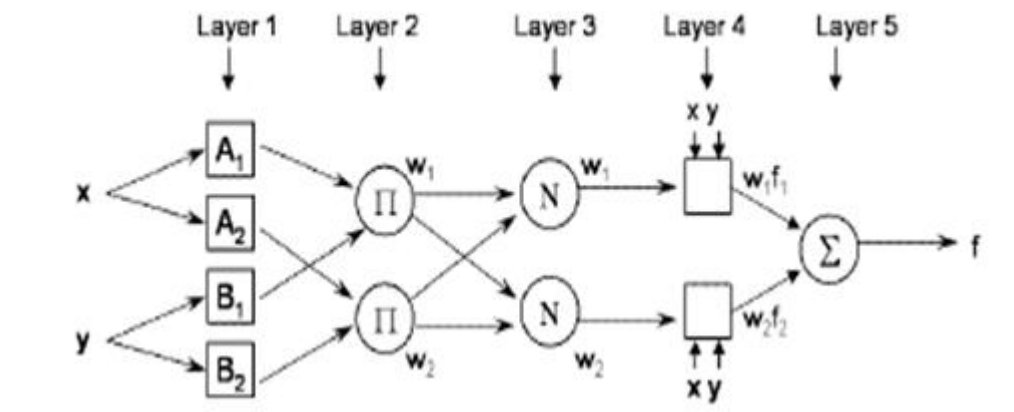 Layer 1 Layer 2 Layer 3 Layer 4 Layer 5
x y
A₁
w₁ w₁
w₁f₁
x Π N
A₂
Σ f
B₁
Π N
w₂f₂
y
w₂ w₂
B₂
x y